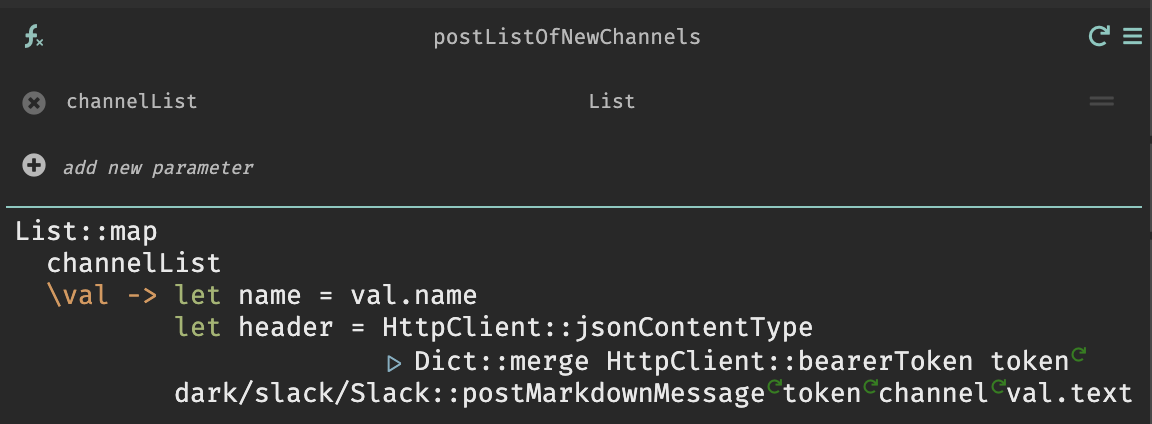 fx postListOfNewChannels
channelList List
add new parameter
List::map
channelList
\val -> let name = val.name
let header = HttpClient::jsonContentType
▷ Dict::merge HttpClient::bearerToken token
dark/slack/Slack::postMarkdownMessage token channel val.text